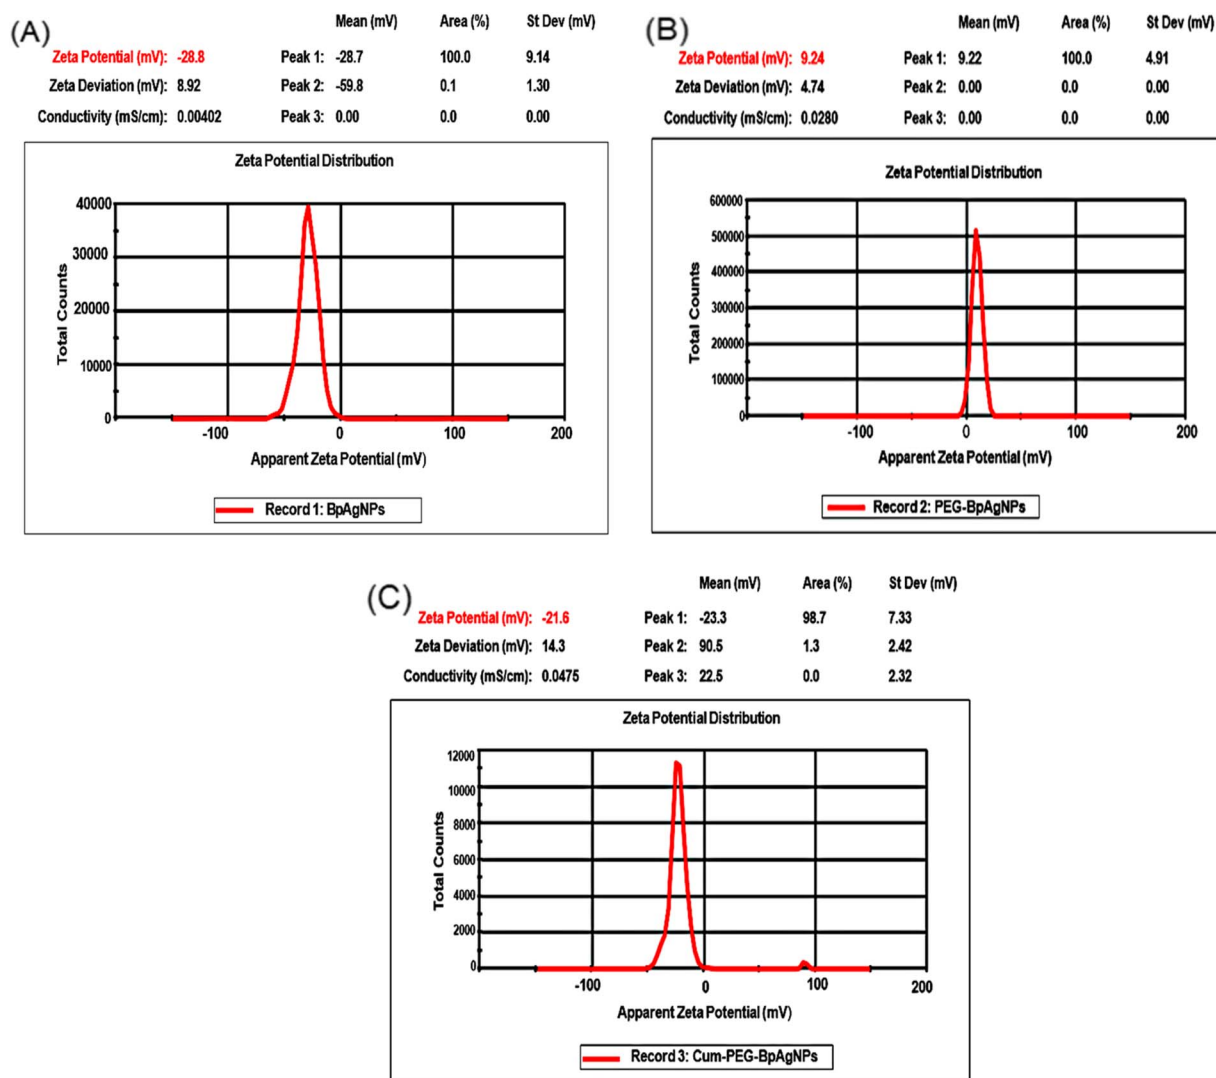 (A)
Mean (mV) Area (%) St Dev (mV)
Zeta Potential (mV): -28.8 Peak 1: -28.7 100.0 9.14
Zeta Deviation (mV): 8.92 Peak 2: -59.8 0.1 1.30
Conductivity (mS/cm): 0.00402 Peak 3: 0.00 0.0 0.00
Zeta Potential Distribution
Total Counts
40000
30000
20000
10000
0
-100 0 100 200
Apparent Zeta Potential (mV)
Record 1: BpAgNPs
(B)
Mean (mV) Area (%) St Dev (mV)
Zeta Potential (mV): 9.24 Peak 1: 9.22 100.0 4.91
Zeta Deviation (mV): 4.74 Peak 2: 0.00 0.0 0.00
Conductivity (mS/cm): 0.0280 Peak 3: 0.00 0.0 0.00
Zeta Potential Distribution
Total Counts
600000
500000
400000
300000
200000
100000
0
-100 0 100 200
Apparent Zeta Potential (mV)
Record 2: PEG-BpAgNPs
(C)
Mean (mV) Area (%) St Dev (mV)
Zeta Potential (mV): -21.6 Peak 1: -23.3 98.7 7.33
Zeta Deviation (mV): 14.3 Peak 2: 90.5 1.3 2.42
Conductivity (mS/cm): 0.0475 Peak 3: 22.5 0.0 2.32
Zeta Potential Distribution
Total Counts
12000
10000
8000
6000
4000
2000
0
-100 0 100 200
Apparent Zeta Potential (mV)
Record 3: Cum-PEG-BpAgNPs